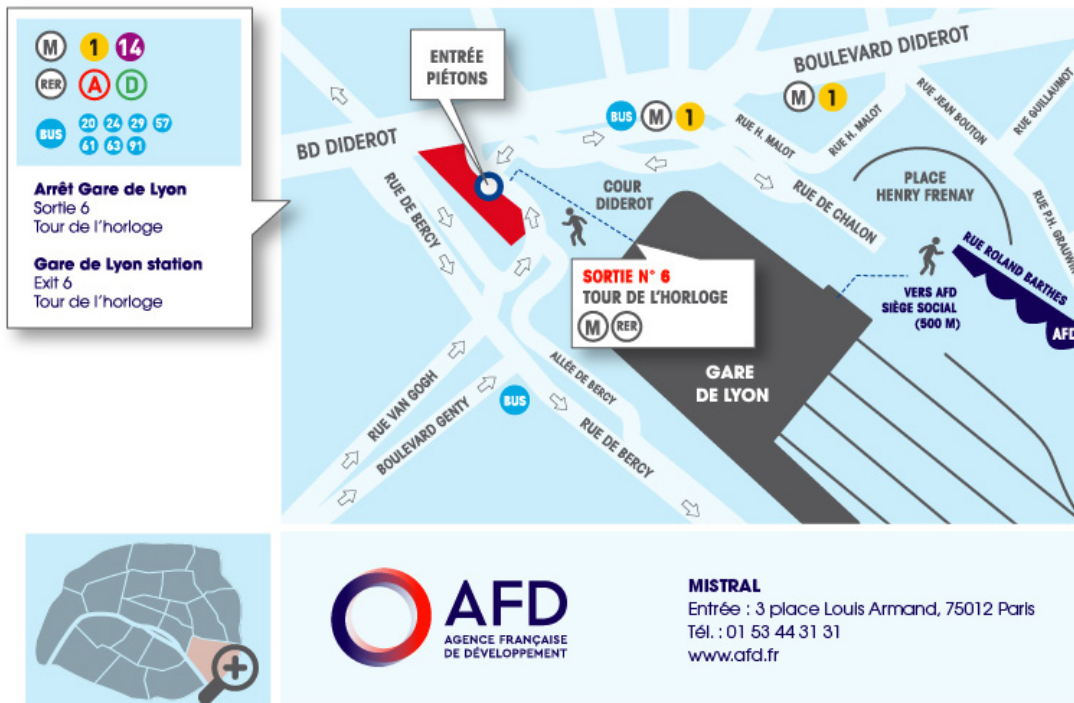 M 1 14
RER A D
BUS 20 24 29 57
61 63 91
Arrêt Gare de Lyon
Sortie 6
Tour de l'horloge
Gare de Lyon station
Exit 6
Tour de l'horloge
ENTRÉE
PIÉTONS
BOULEVARD DIDEROT
M 1
BUS M 1
BD DIDEROT
RUE DE BERCY
RUE H. MALOT
RUE H. MALOT
RUE JEAN BOUTON
RUE GUILLAUMOT
COUR
DIDEROT
RUE DE CHALON
PLACE
HENRY FRENAY
RUE P.H. GRAUWIN
RUE ROLAND BARTHES
SORTIE N° 6
TOUR DE L'HORLOGE
M RER
VERS AFD
SIÈGE SOCIAL
(500 M)
AFD
GARE
DE LYON
ALLÉE DE BERCY
RUE VAN GOGH
BOULEVARD GENTY
BUS
RUE DE BERCY
AFD
AGENCE FRANÇAISE
DE DÉVELOPPEMENT
MISTRAL
Entrée : 3 place Louis Armand, 75012 Paris
Tél. : 01 53 44 31 31
www.afd.fr